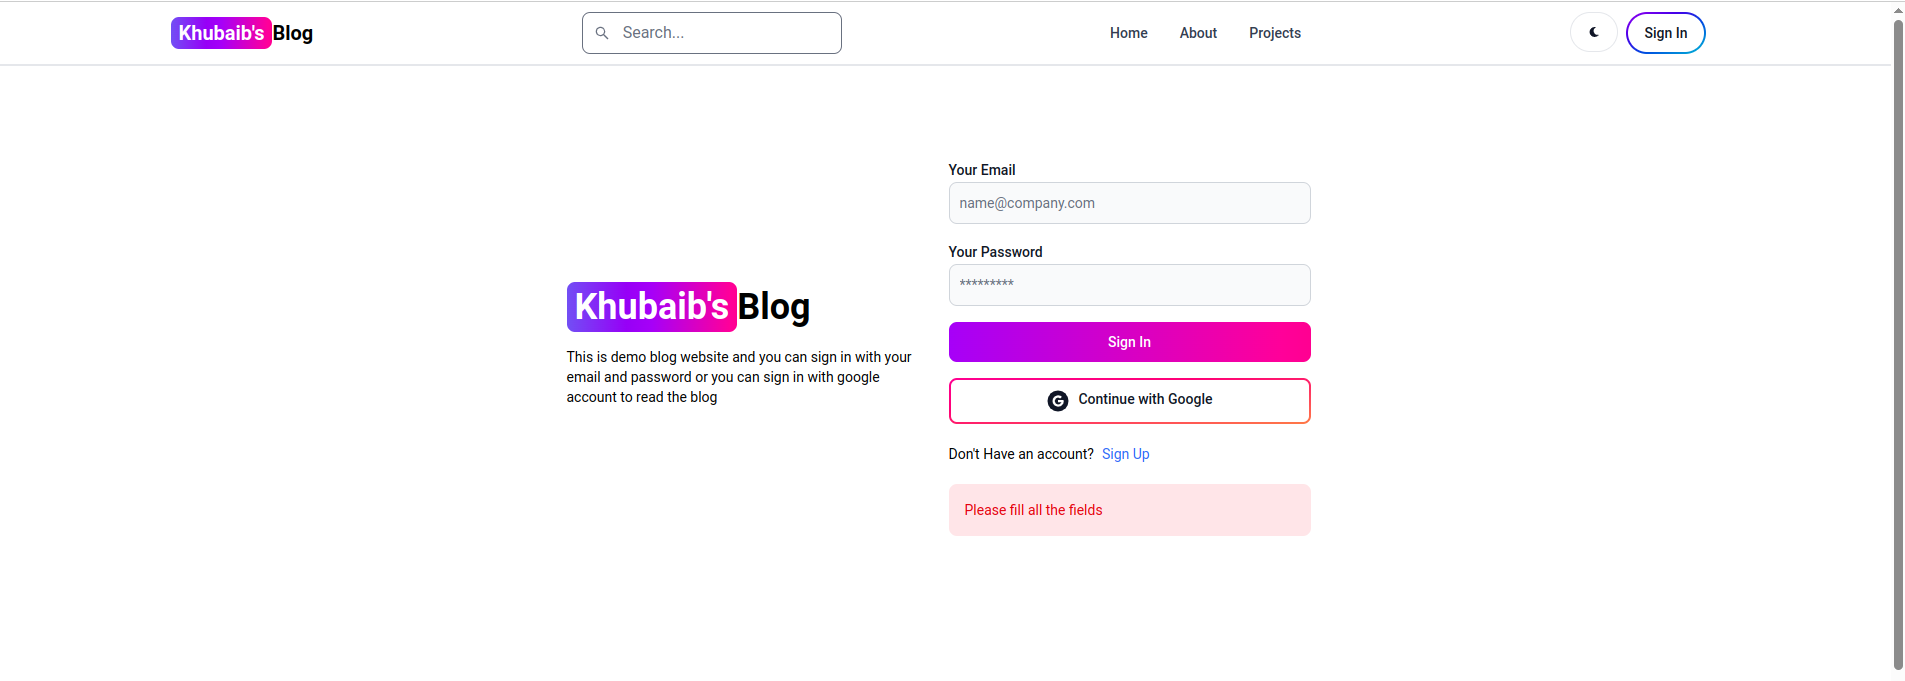 Khubaib's Blog
Search...
Home
About
Projects
Sign In
Your Email
name@company.com
Your Password
*********
Khubaib's Blog
This is demo blog website and you can sign in with your
email and password or you can sign in with google
account to read the blog
Sign In
Continue with Google
Don't Have an account? Sign Up
Please fill all the fields